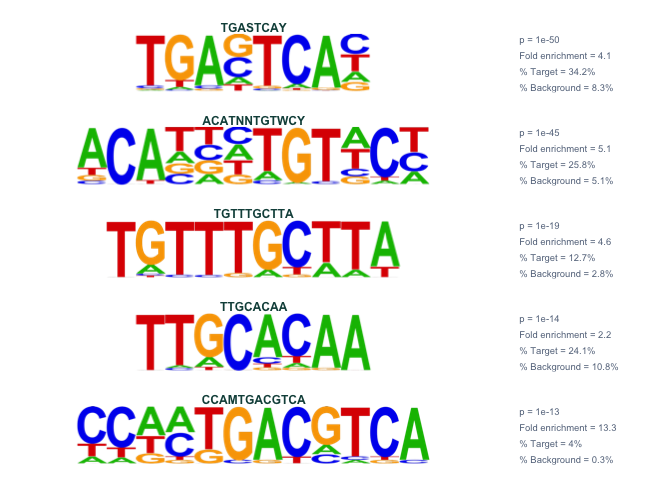 TGASTCAY
p = 1e-50
Fold enrichment = 4.1
% Target = 34.2%
% Background = 8.3%
ACATNNTGTWCY
p = 1e-45
Fold enrichment = 5.1
% Target = 25.8%
% Background = 5.1%
TGTTTGCTTA
p = 1e-19
Fold enrichment = 4.6
% Target = 12.7%
% Background = 2.8%
TTGCACAA
p = 1e-14
Fold enrichment = 2.2
% Target = 24.1%
% Background = 10.8%
CCAMTGACGTCA
p = 1e-13
Fold enrichment = 13.3
% Target = 4%
% Background = 0.3%